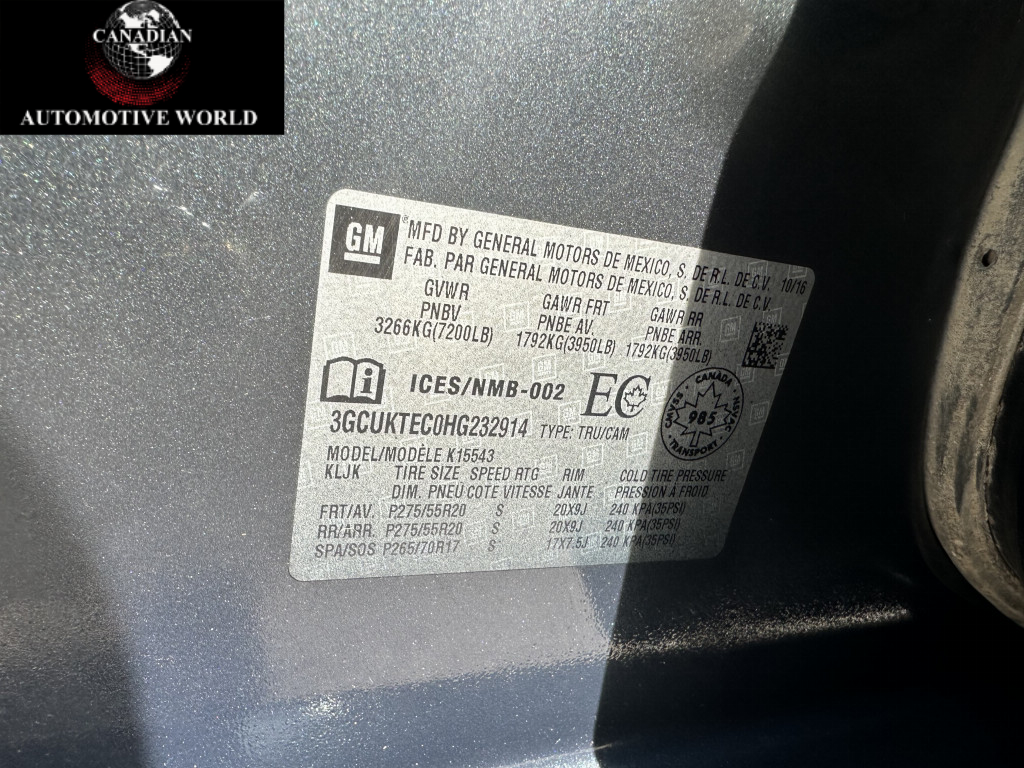 CANADIAN
AUTOMOTIVE WORLD
GM ® MFD BY GENERAL MOTORS DE MEXICO, S. DE R.L. DE C.V. 10/16
FAB. PAR GENERAL MOTORS DE MEXICO, S. DE R.L. DE C.V.
GVWR GAWR FRT GAWR RR
PNBV PNBE AV. PNBE ARR.
3266KG(7200LB) 1792KG(3950LB) 1792KG(3950LB)
i ICES/NMB-002 EC CANADA CMVSS 985 NSVAC TRANSPORT
3GCUKTEC0HG232914 TYPE: TRU/CAM
MODEL/MODÈLE K15543
KLJK TIRE SIZE SPEED RTG RIM COLD TIRE PRESSURE
DIM. PNEU COTE VITESSE JANTE PRESSION A FROID
FRT/AV. P275/55R20 S 20X9J 240 KPA(35PSI)
RR/ARR. P275/55R20 S 20X9J 240 KPA(35PSI)
SPA/SOS P265/70R17 S 17X7.5J 240 KPA(35PSI)